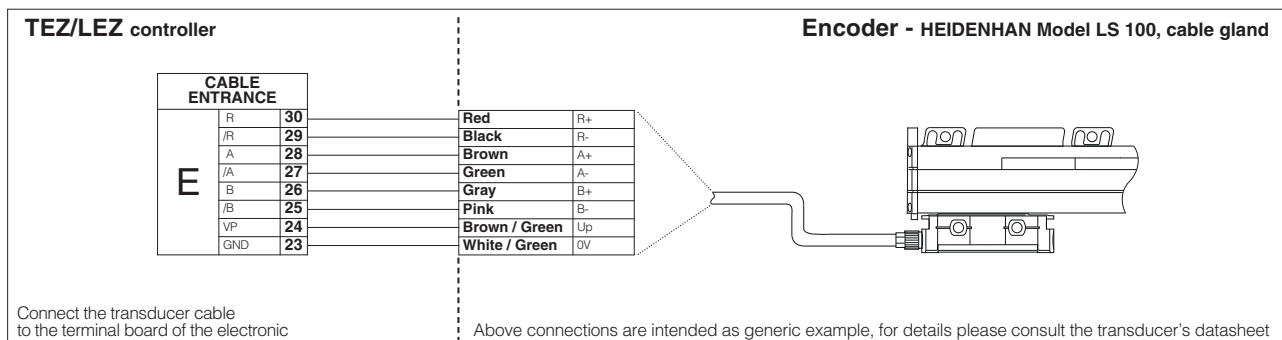 TEZ/LEZ controller
Encoder - HEIDENHAN Model LS 100, cable gland
CABLE
ENTRANCE
E
R 30 Red R+
/R 29 Black R-
A 28 Brown A+
/A 27 Green A-
B 26 Gray B+
/B 25 Pink B-
VP 24 Brown / Green Up
GND 23 White / Green 0V
Connect the transducer cable
to the terminal board of the electronic
Above connections are intended as generic example, for details please consult the transducer's datasheet